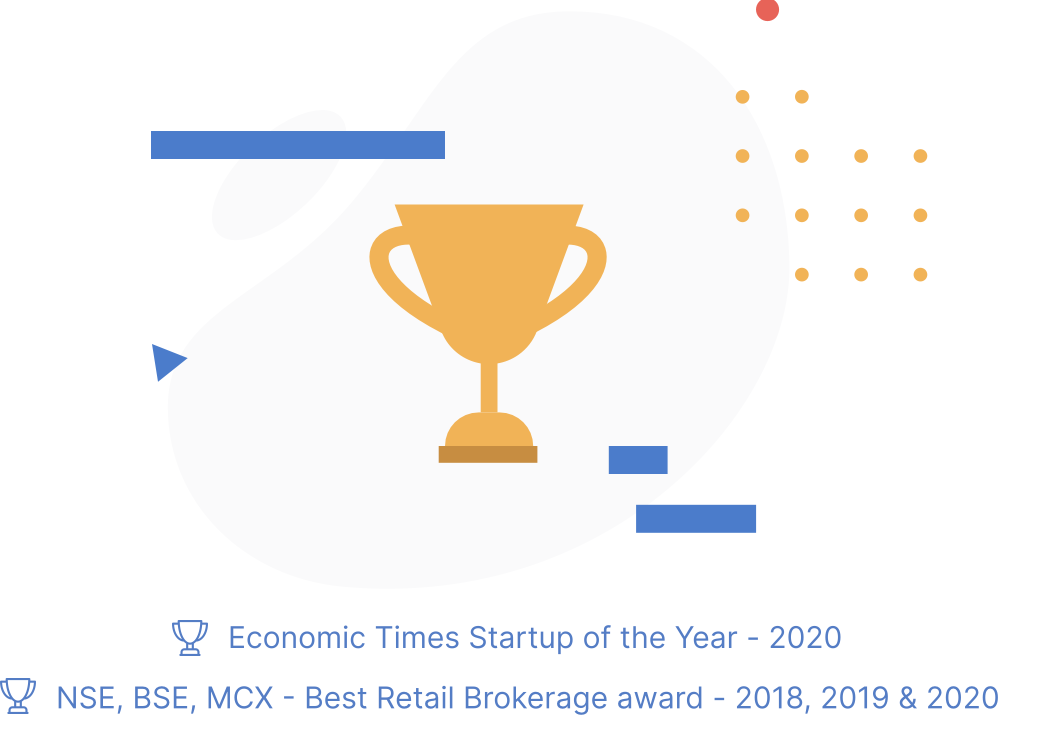 Economic Times Startup of the Year - 2020
NSE, BSE, MCX - Best Retail Brokerage award - 2018, 2019 & 2020